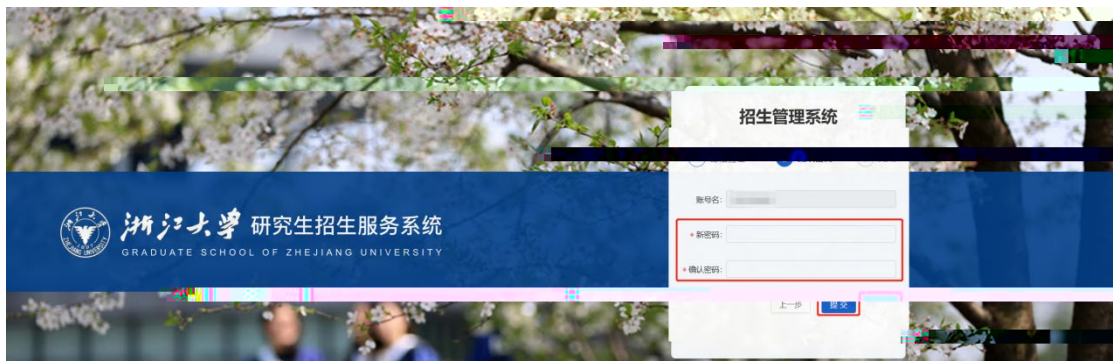 招生管理系统
账号名:
浙江大学 研究生招生服务系统
GRADUATE SCHOOL OF ZHEJIANG UNIVERSITY
* 新密码:
* 确认密码:
上一步 提交